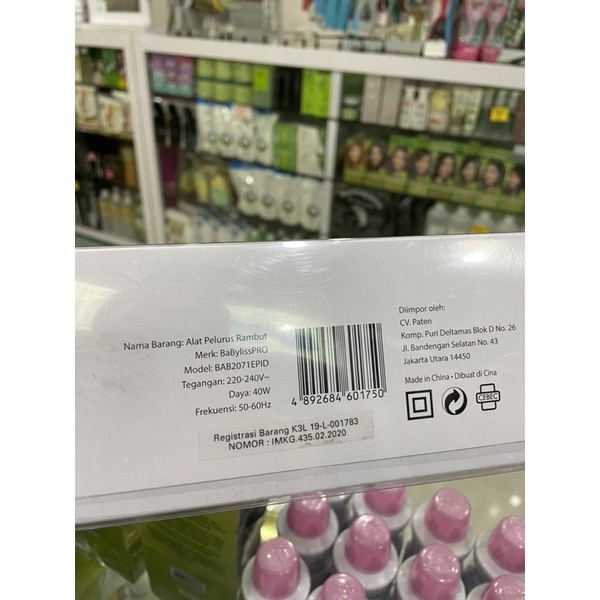 Nama Barang: Alat Pelurus Rambut
Merk: BaBylissPRO
Model: BAB2071EPID
Tegangan: 220-240V~
Daya: 40W
Frekuensi: 50-60Hz
4 892684 601750
Registrasi Barang K3L 19-L-001783
NOMOR : IMKG.435.02.2020
Diimpor oleh:
CV. Paten
Komp. Puri Deltamas Blok D No. 26
Jl. Bandengan Selatan No. 43
Jakarta Utara 14450
Made in China • Dibuat di Cina
CEBEC